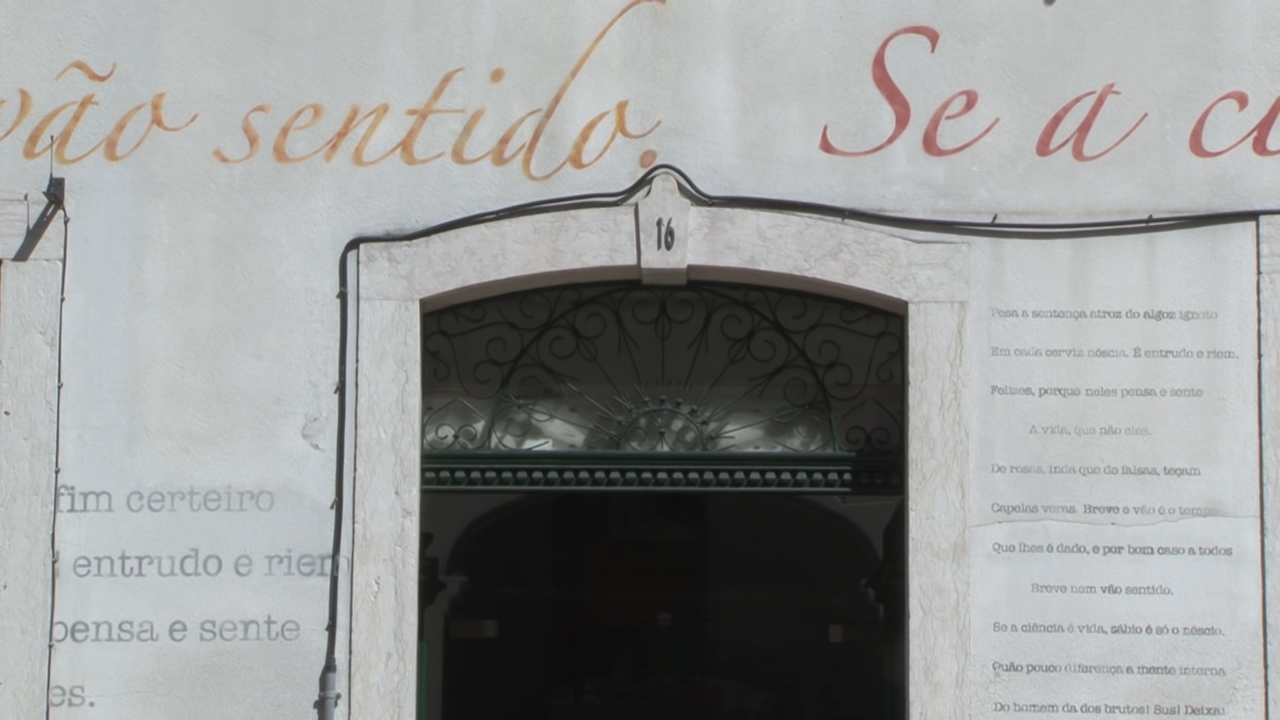 vão sentido. Se a ci
16
fim certeiro
entrudo e riem
pensa e sente
es.
Pesa a sentença atroz do algoz ignoto
Em cada cerviz néscia. É entrudo e riem.
Felizes, porque neles pensa e sente
A vida, que não eles.
De rosas, inda que de falsas, teçam
Capelas veras. Breve e vão é o tempo
Que lhes é dado, e por bom caso a todos
Breve nem vão sentido.
Se a ciência é vida, sábio é só o néscio.
Quão pouco diferença a mente interna
Do homem da dos brutos! Sus! Deixai